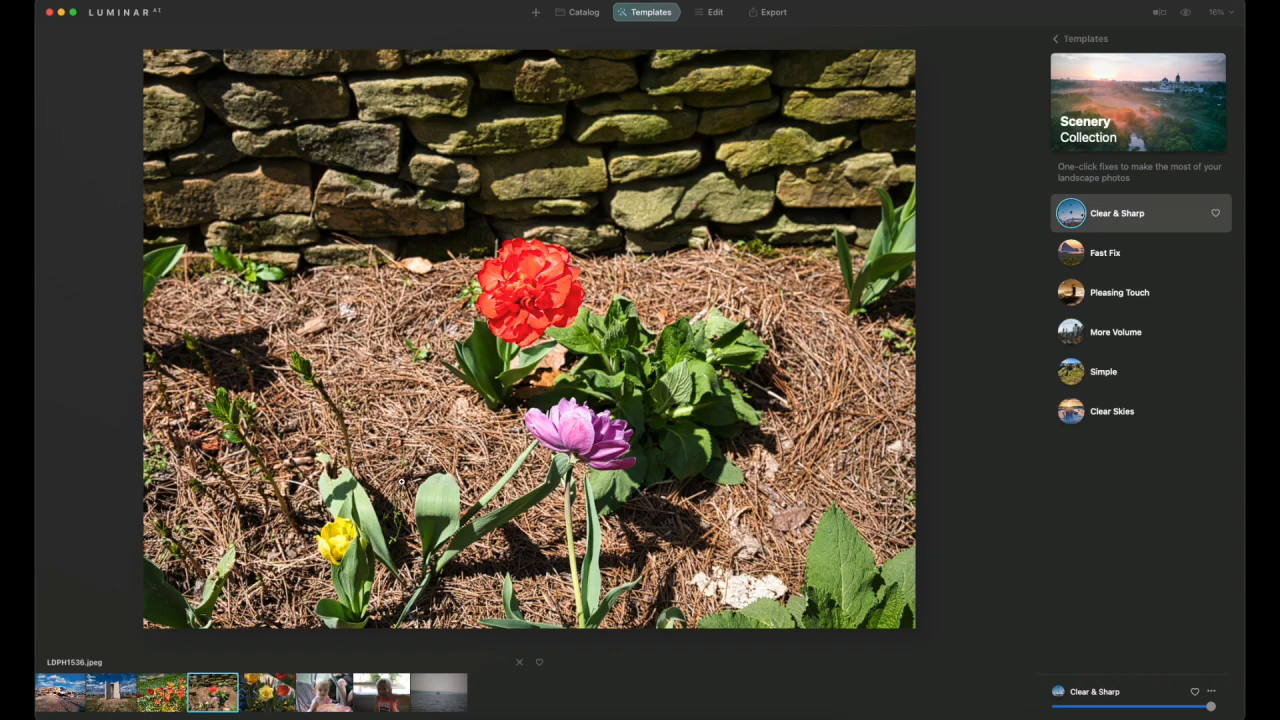 LUMINAR AI
Catalog
Templates
Edit
Export
16%
Templates
Scenery
Collection
One-click fixes to make the most of your
landscape photos
Clear & Sharp
Fast Fix
Pleasing Touch
More Volume
Simple
Clear Skies
LDPH1536.jpeg
Clear & Sharp